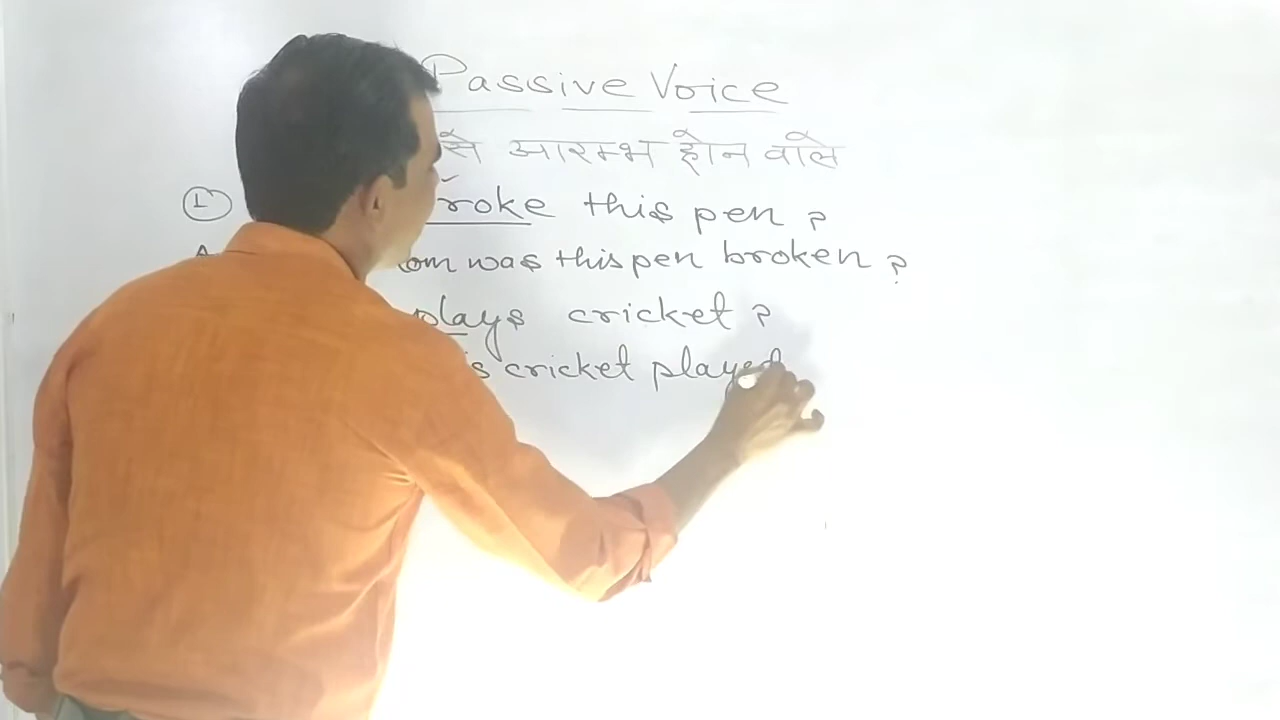 Passive Voice
से आरम्भ होन वाले
① roke this pen ?
A om was this pen broken ?
plays cricket ?
is cricket played